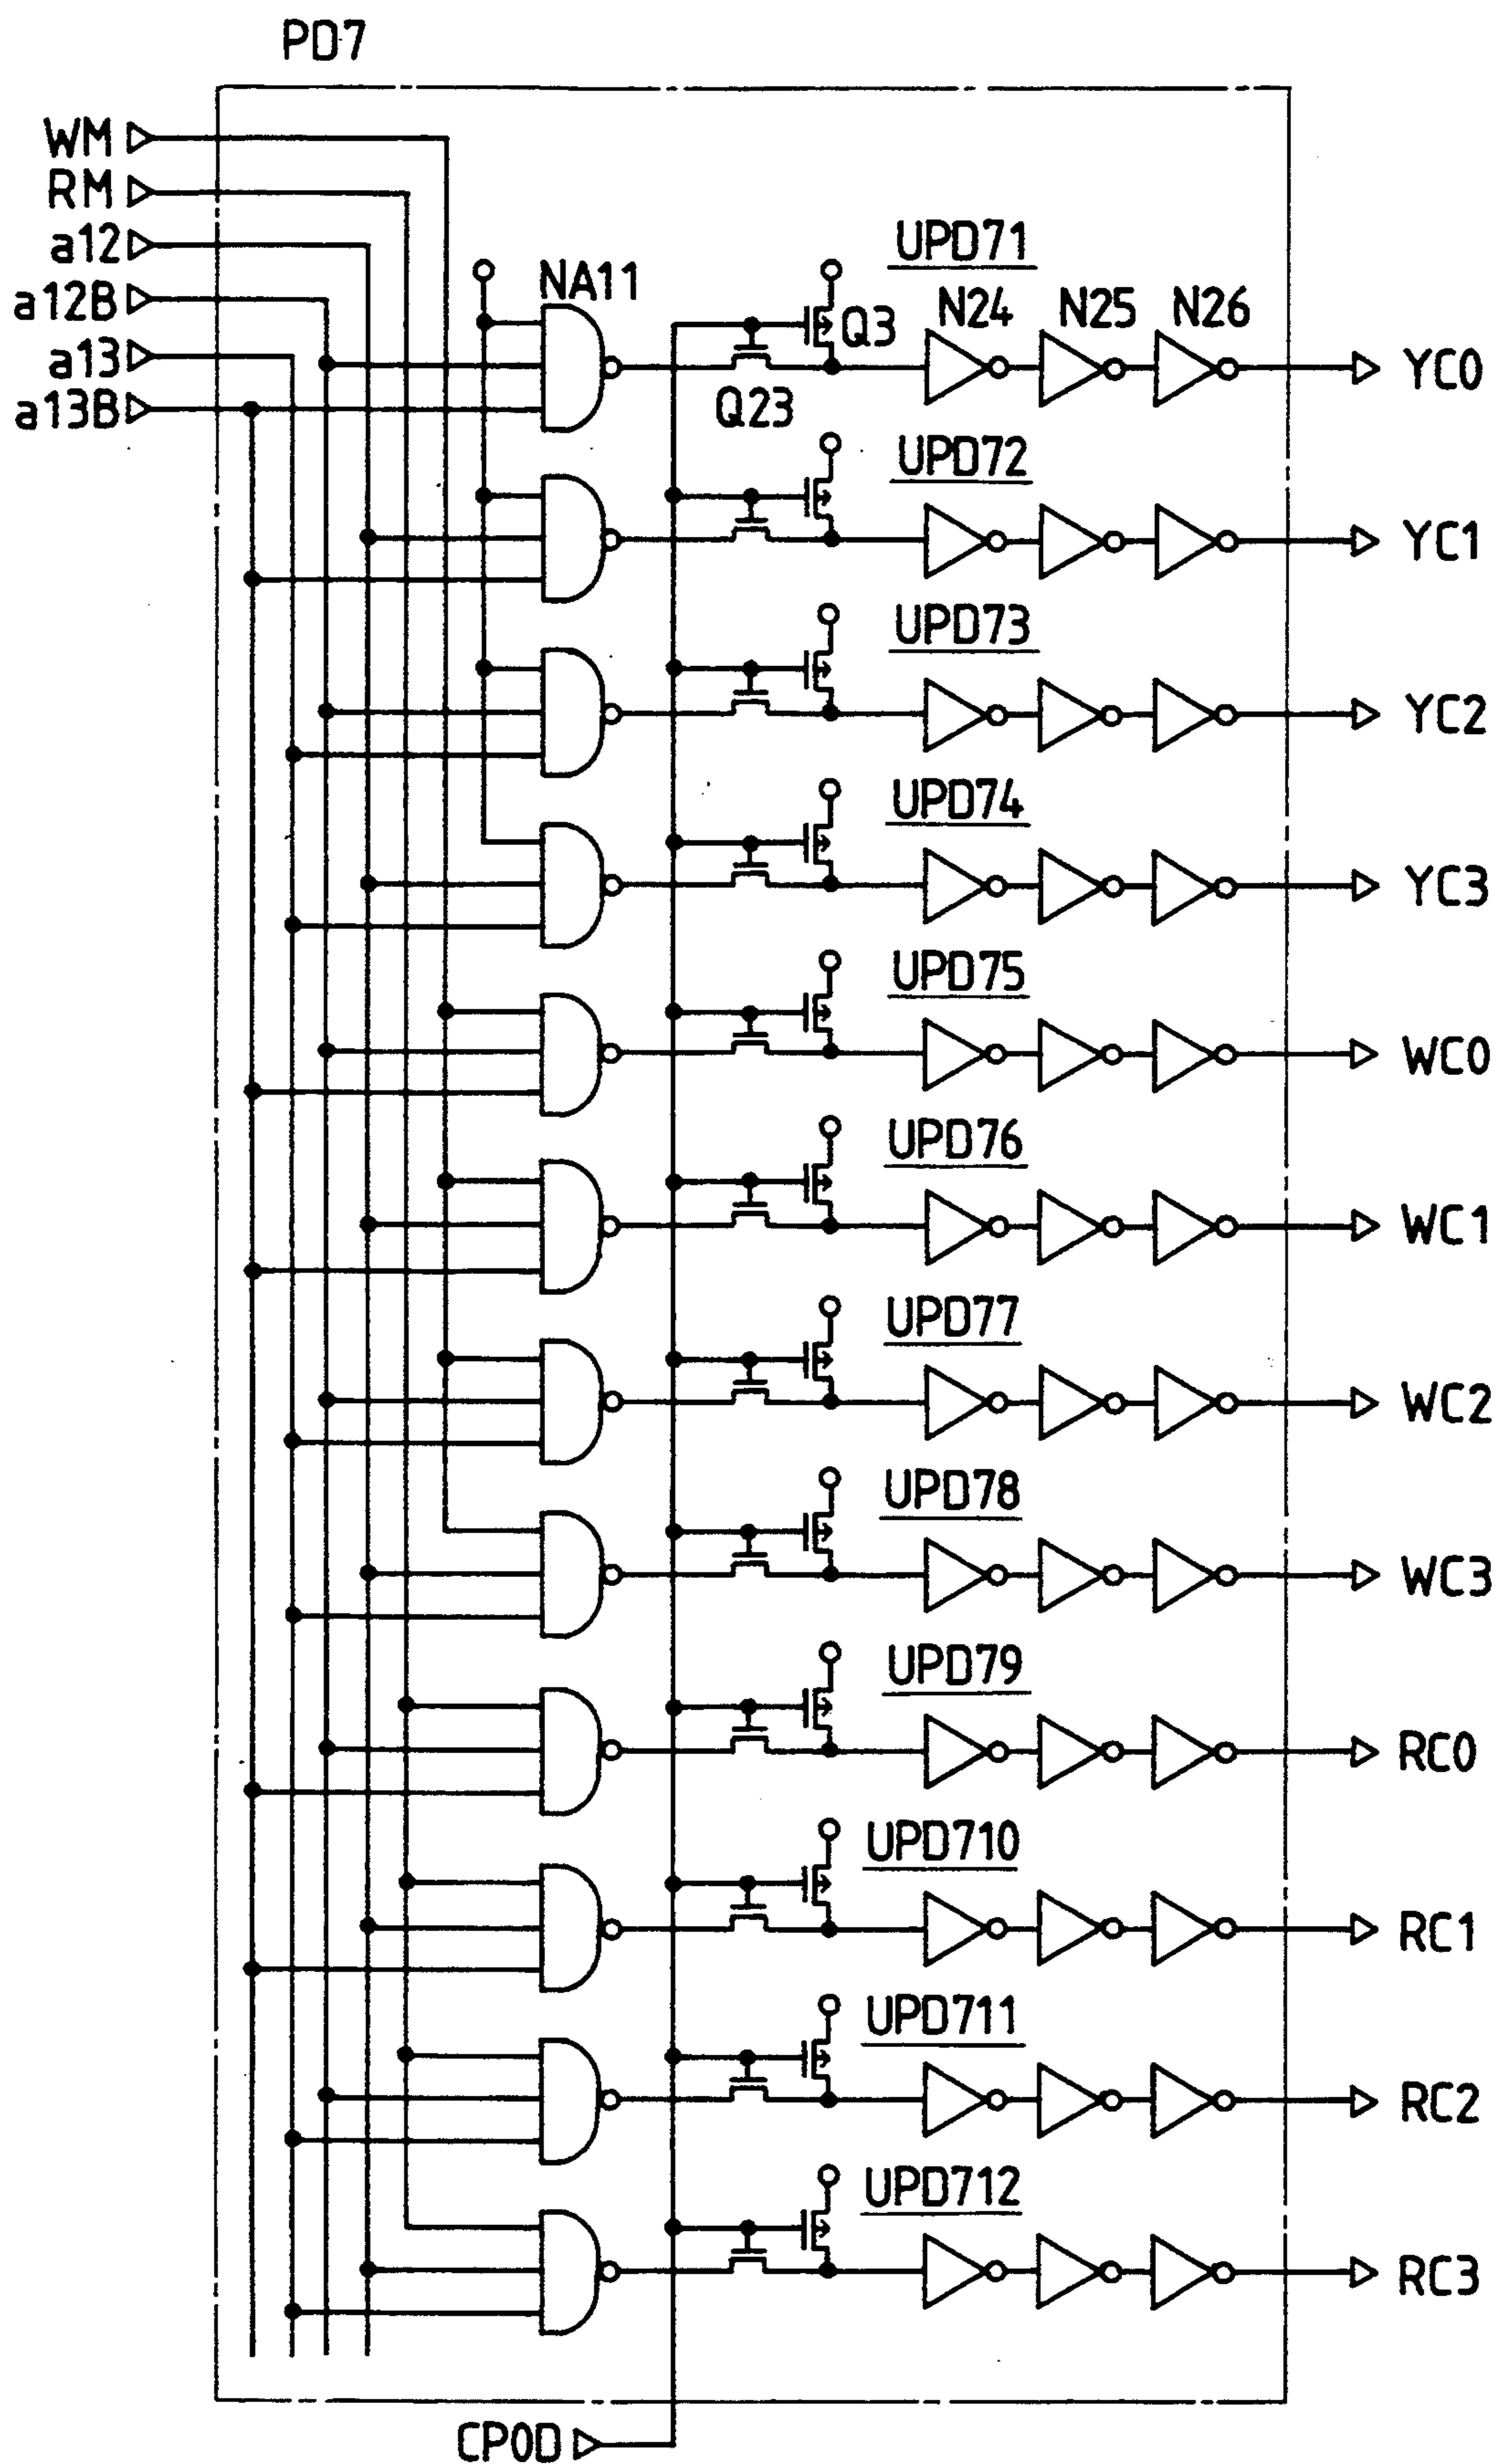 PD7
WM
RM
a12
a12B
a13
a13B
NA11
UPD71
Q3
N24
N25
N26
YC0
Q23
UPD72
YC1
UPD73
YC2
UPD74
YC3
UPD75
WC0
UPD76
WC1
UPD77
WC2
UPD78
WC3
UPD79
RC0
UPD710
RC1
UPD711
RC2
UPD712
RC3
CP0D